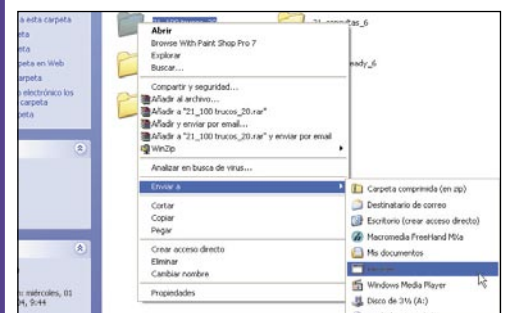 a esta carpeta
eta
peta en Web
arpeta
o electrónico los
carpeta
peta
n: miércoles, 01
04, 9:44
21_100 trucos_20
Abrir
Browse With Paint Shop Pro 7
Explorar
Buscar...
Compartir y seguridad...
Añadir al archivo...
Añadir a "21_100 trucos_20.rar"
Añadir y enviar por email...
Añadir a "21_100 trucos_20.rar" y enviar por email
WinZip
Analizar en busca de virus...
Enviar a
Cortar
Copiar
Pegar
Crear acceso directo
Eliminar
Cambiar nombre
Propiedades
eady_6
Carpeta comprimida (en zip)
Destinatario de correo
Escritorio (crear acceso directo)
Macromedia FreeHand MXa
Mis documentos
Windows Media Player
Disco de 3½ (A:)